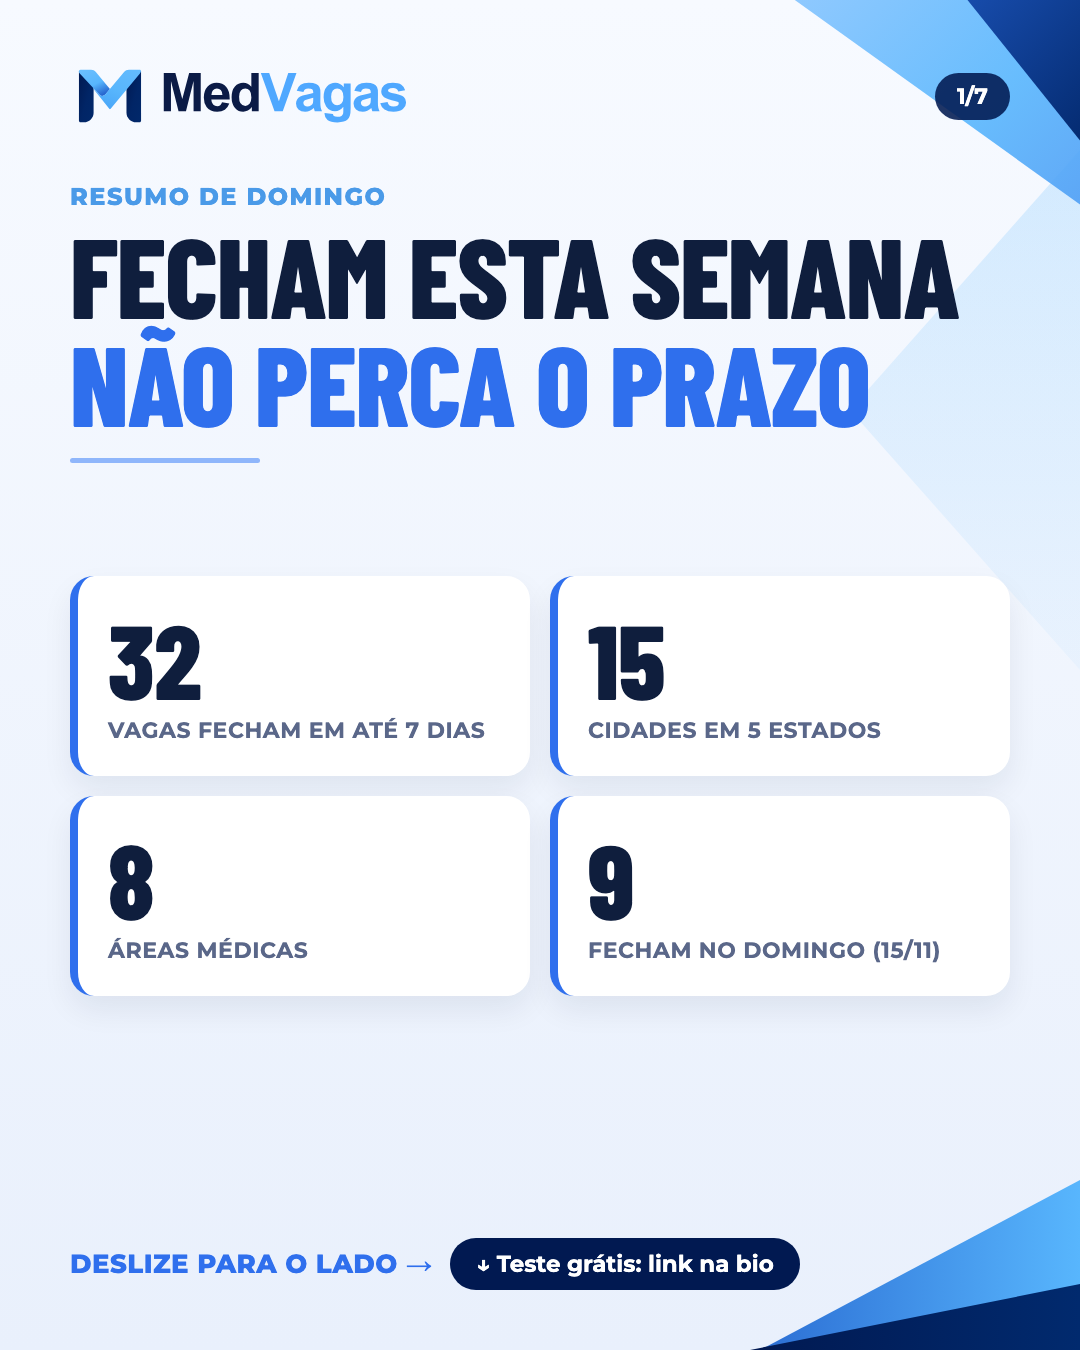 MedVagas
1/7
RESUMO DE DOMINGO
FECHAM ESTA SEMANA
NÃO PERCA O PRAZO
32
VAGAS FECHAM EM ATÉ 7 DIAS
15
CIDADES EM 5 ESTADOS
8
ÁREAS MÉDICAS
9
FECHAM NO DOMINGO (15/11)
DESLIZE PARA O LADO →
↓ Teste grátis: link na bio